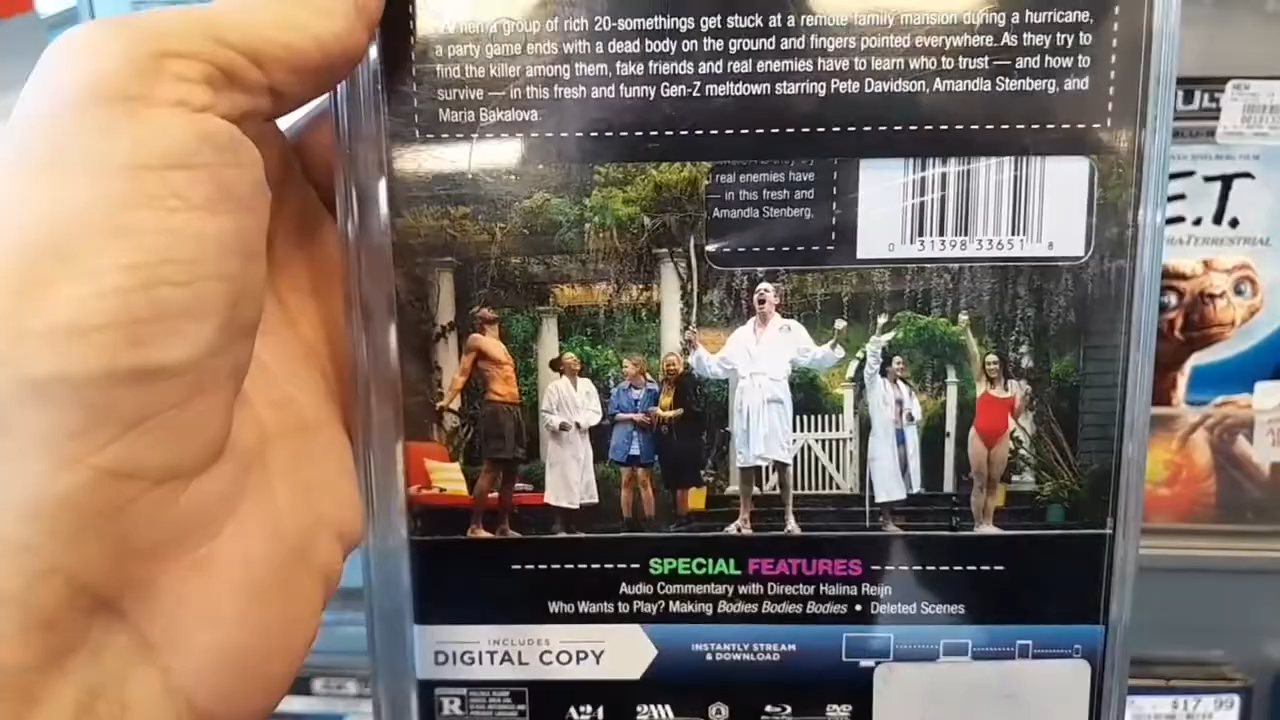 When a group of rich 20-somethings get stuck at a remote family mansion during a hurricane,
a party game ends with a dead body on the ground and fingers pointed everywhere. As they try to
find the killer among them, fake friends and real enemies have to learn who to trust — and how to
survive — in this fresh and funny Gen-Z meltdown starring Pete Davidson, Amandla Stenberg, and
Maria Bakalova.
real enemies have
— in this fresh and
Amandla Stenberg,
0 31398 33651 8
NEW
ULT
E.T.
SPECIAL FEATURES
Audio Commentary with Director Halina Reijn
Who Wants to Play? Making Bodies Bodies Bodies • Deleted Scenes
INCLUDES
DIGITAL COPY
INSTANTLY STREAM
& DOWNLOAD
R
A24
DVD
$17.99